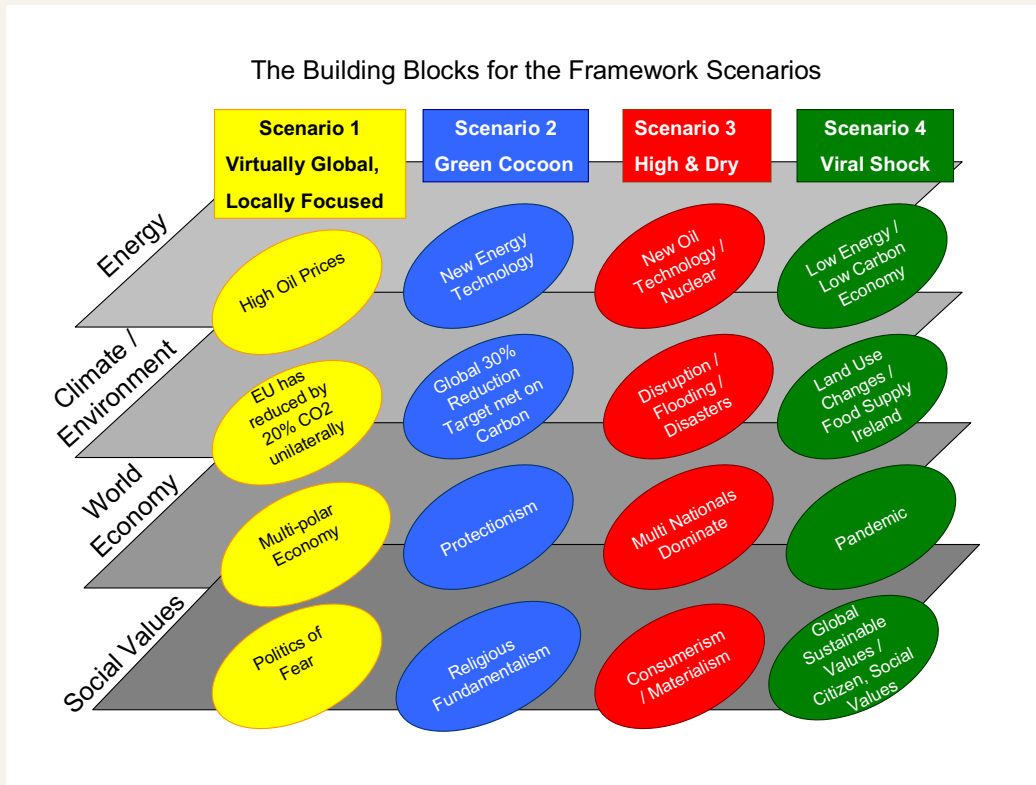 The Building Blocks for the Framework Scenarios
Scenario 1
Virtually Global,
Locally Focused
Scenario 2
Green Cocoon
Scenario 3
High & Dry
Scenario 4
Viral Shock
Energy
High Oil Prices
New Energy
Technology
New Oil
Technology /
Nuclear
Low Energy /
Low Carbon
Economy
Climate /
Environment
EU has
reduced by
20% CO2
unilaterally
Global 30%
Reduction
Target met on
Carbon
Disruption /
Flooding /
Disasters
Land Use
Changes /
Food Supply
Ireland
World
Economy
Multi-polar
Economy
Protectionism
Multi Nationals
Dominate
Pandemic
Social Values
Politics of
Fear
Religious
Fundamentalism
Consumerism
/ Materialism
Global
Sustainable
Values /
Citizen, Social
Values